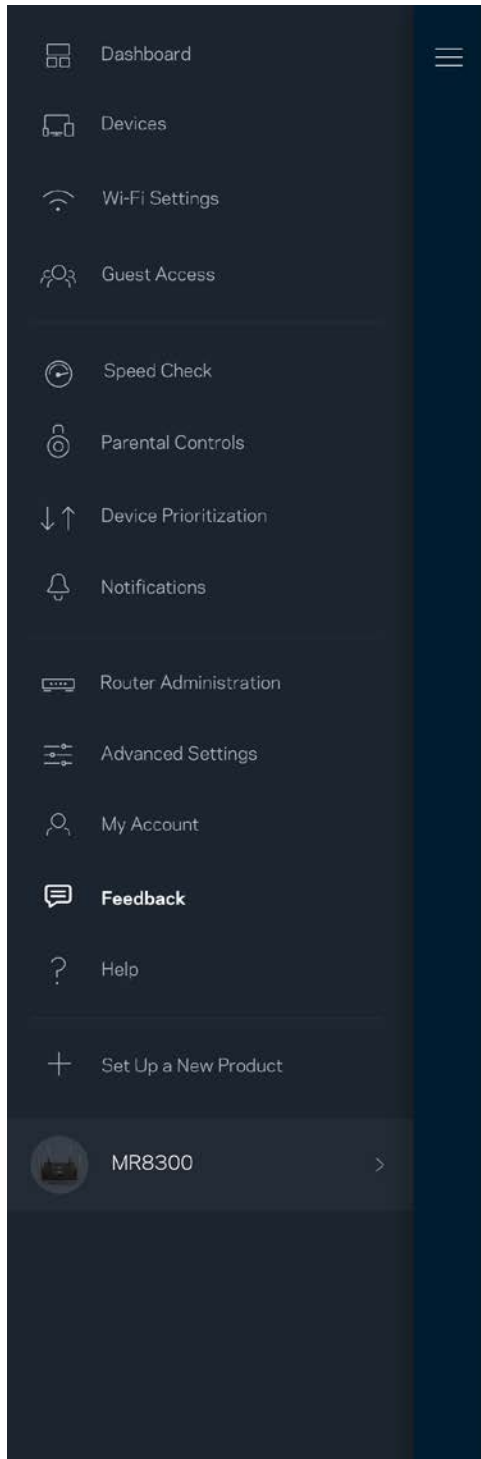 Dashboard
Devices
Wi-Fi Settings
Guest Access
Speed Check
Parental Controls
Device Prioritization
Notifications
Router Administration
Advanced Settings
My Account
Feedback
Help
Set Up a New Product
MR8300